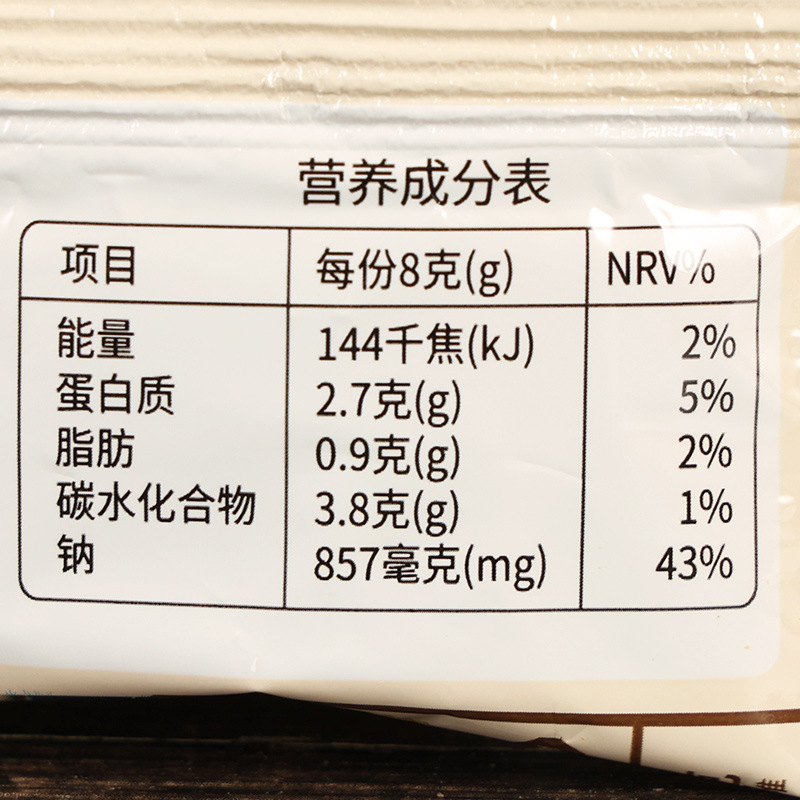 营养成分表
项目 每份8克(g) NRV%
能量 144千焦(kJ) 2%
蛋白质 2.7克(g) 5%
脂肪 0.9克(g) 2%
碳水化合物 3.8克(g) 1%
钠 857毫克(mg) 43%